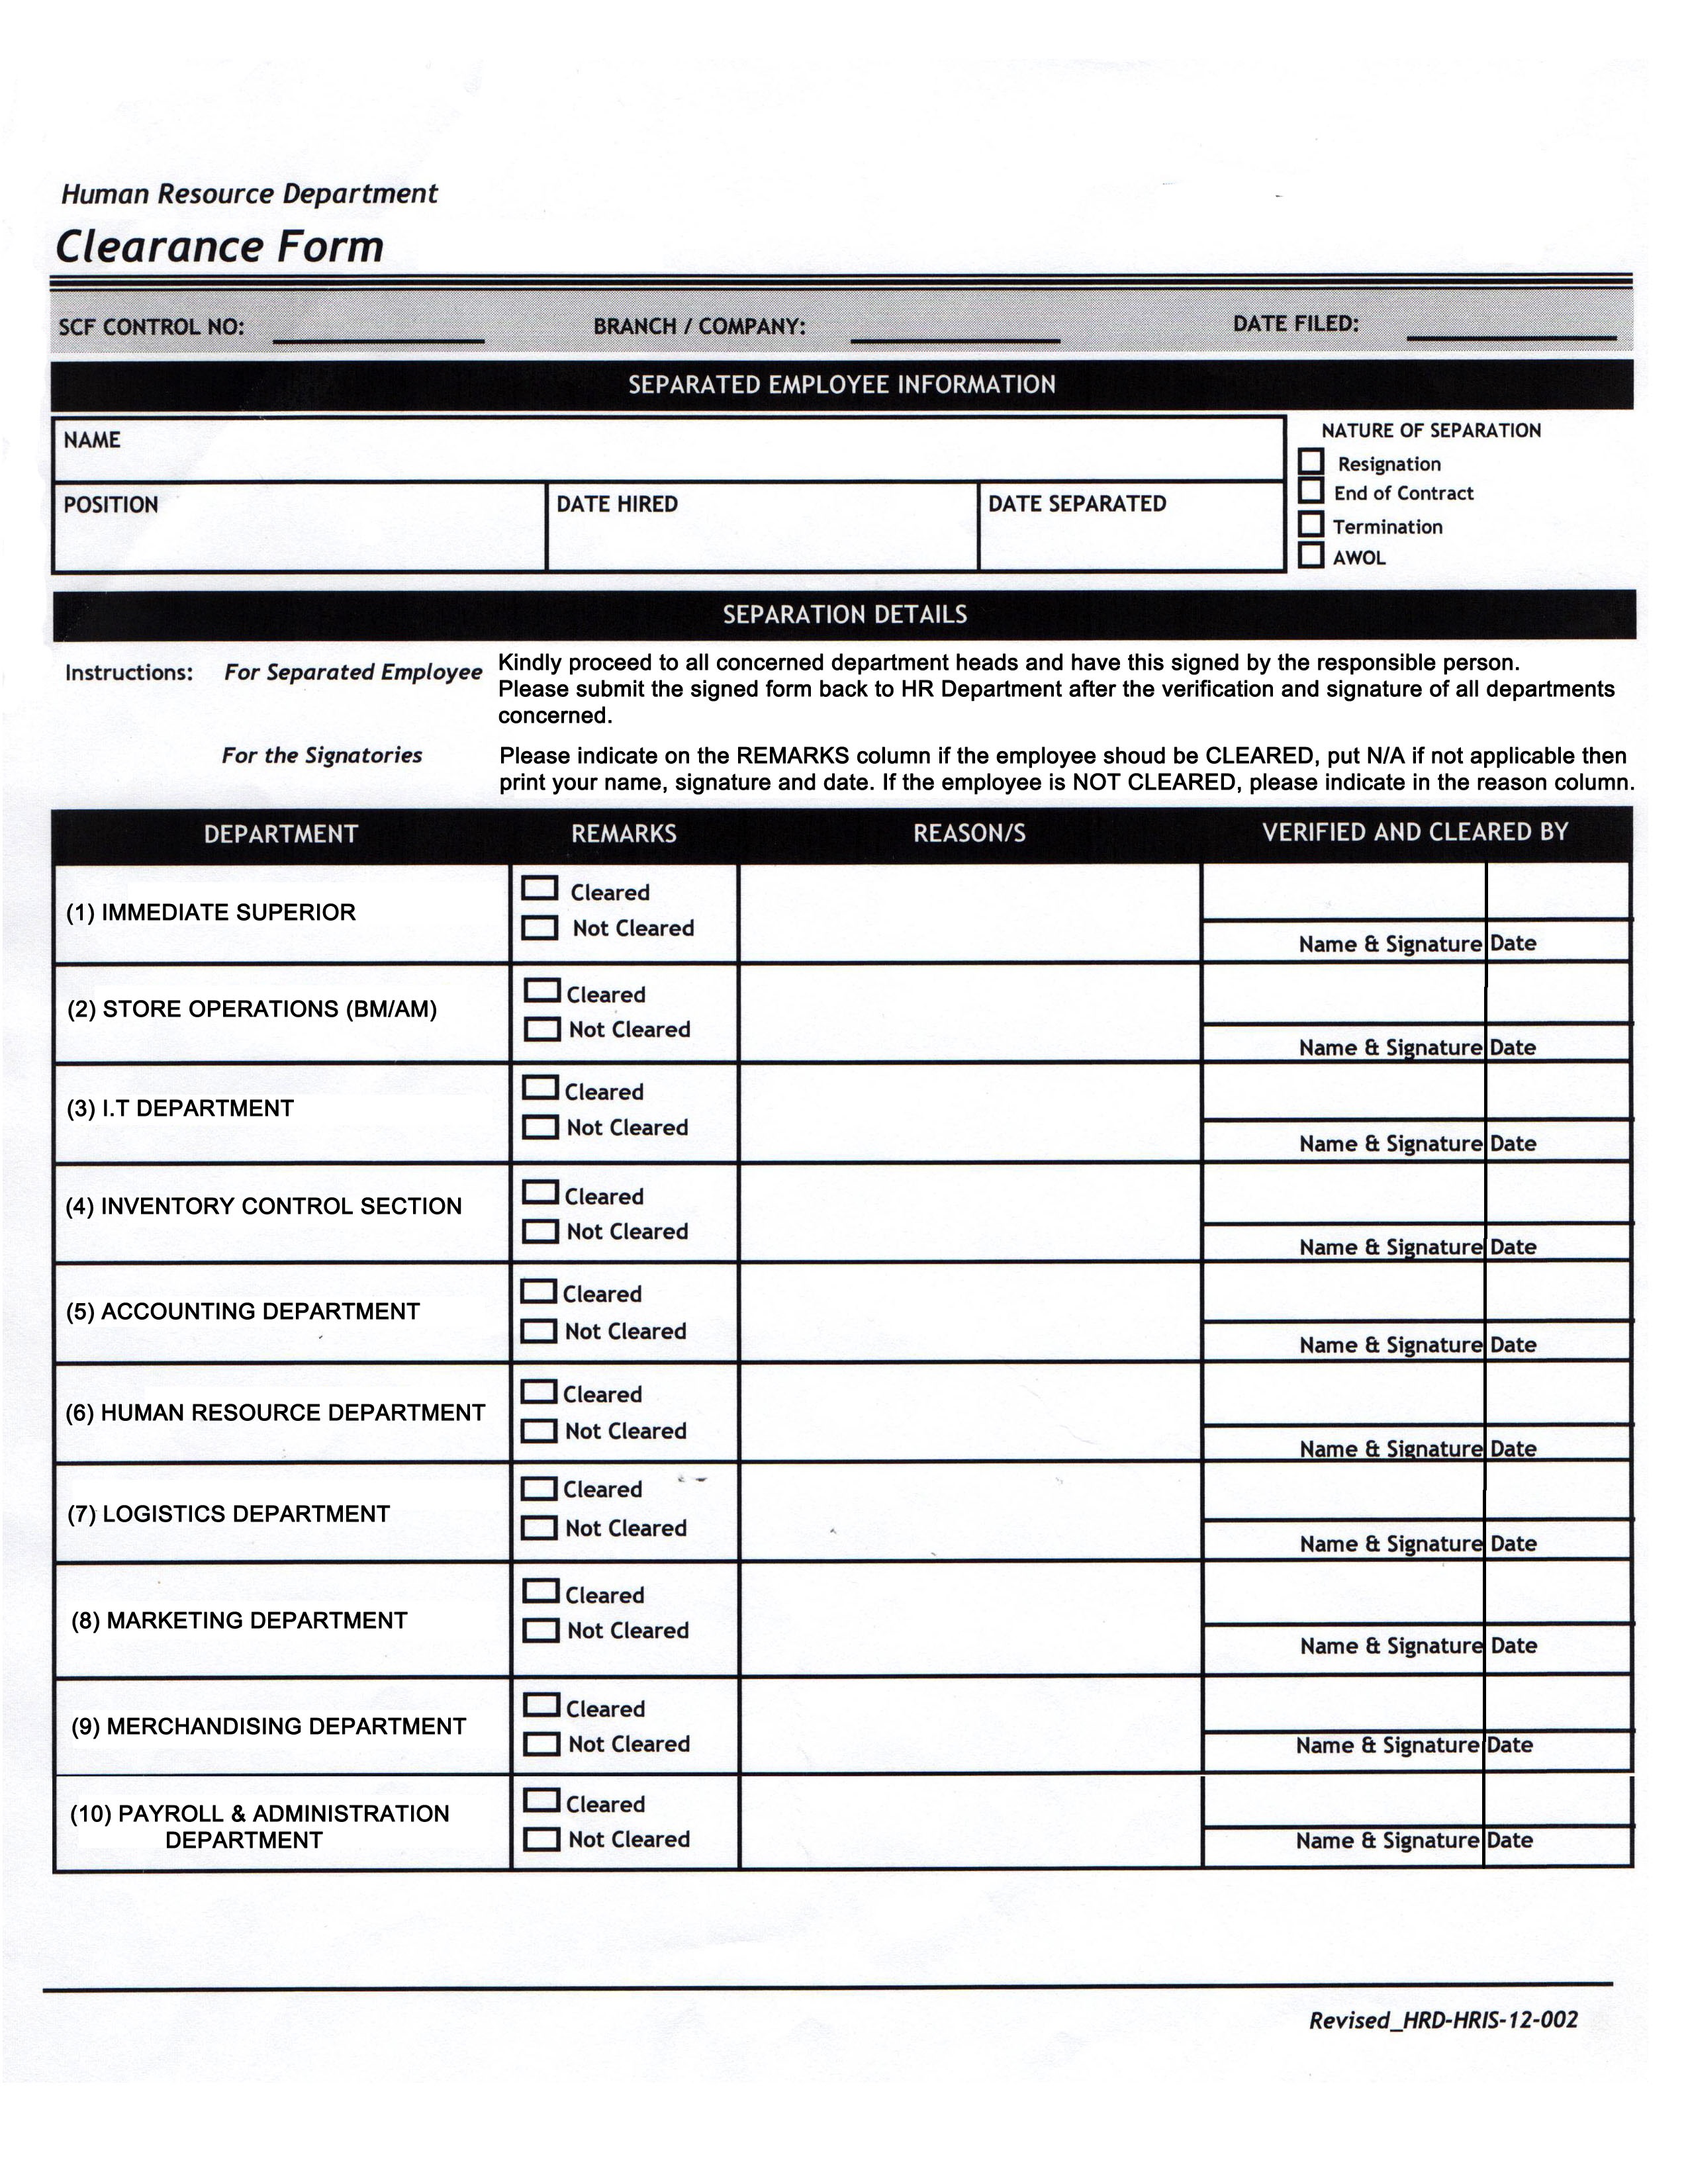 Human Resource Department
Clearance Form
SCF CONTROL NO: BRANCH / COMPANY: DATE FILED:
SEPARATED EMPLOYEE INFORMATION
NAME
NATURE OF SEPARATION
Resignation
End of Contract
Termination
AWOL
POSITION DATE HIRED DATE SEPARATED
SEPARATION DETAILS
Instructions: For Separated Employee Kindly proceed to all concerned department heads and have this signed by the responsible person.
Please submit the signed form back to HR Department after the verification and signature of all departments
concerned.
For the Signatories Please indicate on the REMARKS column if the employee shoud be CLEARED, put N/A if not applicable then
print your name, signature and date. If the employee is NOT CLEARED, please indicate in the reason column.
DEPARTMENT REMARKS REASON/S VERIFIED AND CLEARED BY
(1) IMMEDIATE SUPERIOR
Cleared
Not Cleared
Name & Signature Date
(2) STORE OPERATIONS (BM/AM)
Cleared
Not Cleared
Name & Signature Date
(3) I.T DEPARTMENT
Cleared
Not Cleared
Name & Signature Date
(4) INVENTORY CONTROL SECTION
Cleared
Not Cleared
Name & Signature Date
(5) ACCOUNTING DEPARTMENT
Cleared
Not Cleared
Name & Signature Date
(6) HUMAN RESOURCE DEPARTMENT
Cleared
Not Cleared
Name & Signature Date
(7) LOGISTICS DEPARTMENT
Cleared
Not Cleared
Name & Signature Date
(8) MARKETING DEPARTMENT
Cleared
Not Cleared
Name & Signature Date
(9) MERCHANDISING DEPARTMENT
Cleared
Not Cleared
Name & Signature Date
(10) PAYROLL & ADMINISTRATION
DEPARTMENT
Cleared
Not Cleared
Name & Signature Date
Revised_HRD-HRIS-12-002